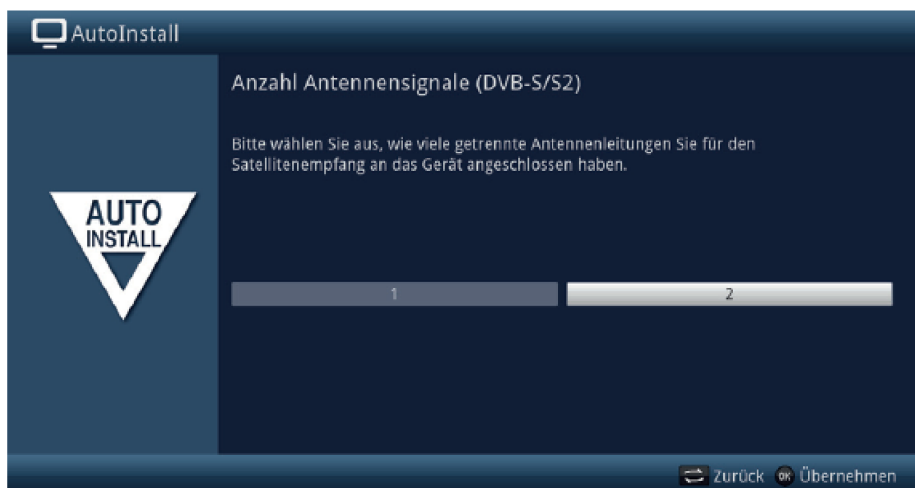 AutoInstall
Anzahl Antennensignale (DVB-S/S2)
Bitte wählen Sie aus, wie viele getrennte Antennenleitungen Sie für den
Satellitenempfang an das Gerät angeschlossen haben.
AUTO
INSTALL
1 2
Zurück OK Übernehmen